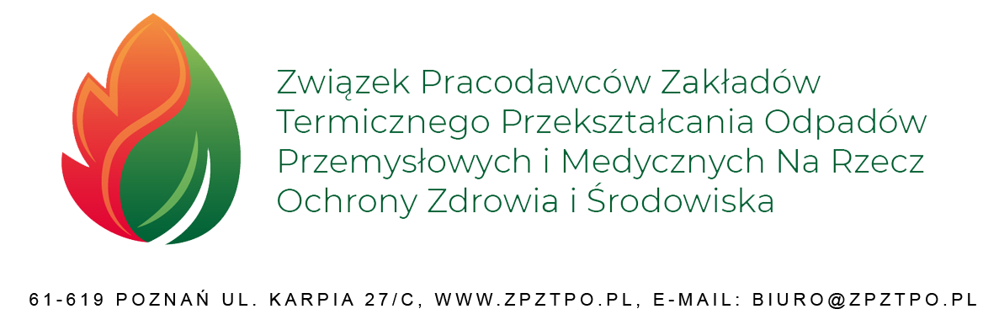 Związek Pracodawców Zakładów
Termicznego Przekształcania Odpadów
Przemysłowych i Medycznych Na Rzecz
Ochrony Zdrowia i Środowiska
61-619 POZNAŃ UL. KARPIA 27/C, WWW.ZPZTPO.PL, E-MAIL: BIURO@ZPZTPO.PL